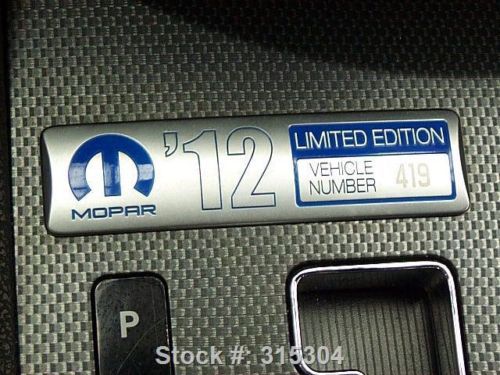 MOPAR
'12
LIMITED EDITION
VEHICLE
NUMBER 419
P
Stock #: 315304